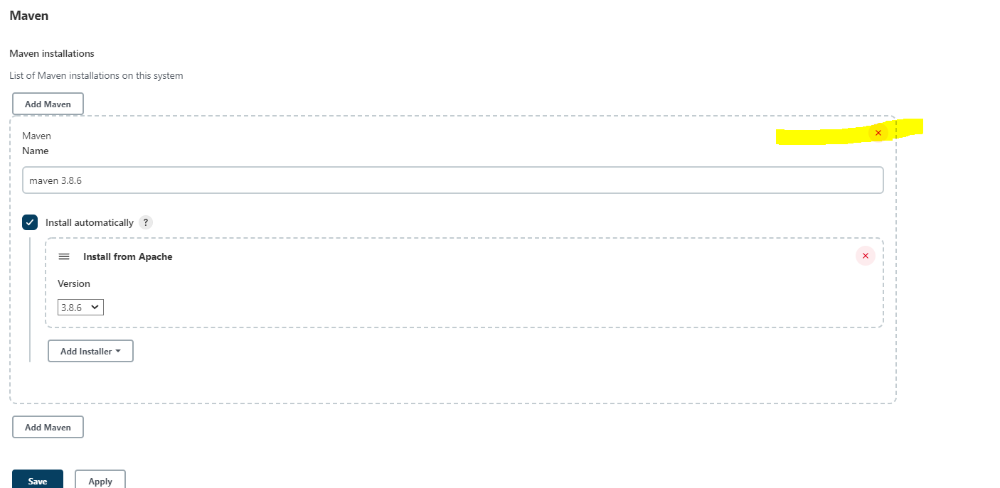 Maven
Maven installations
List of Maven installations on this system
Add Maven
Maven
Name
maven 3.8.6
Install automatically ?
Install from Apache
Version
3.8.6
Add Installer
Add Maven
Save Apply